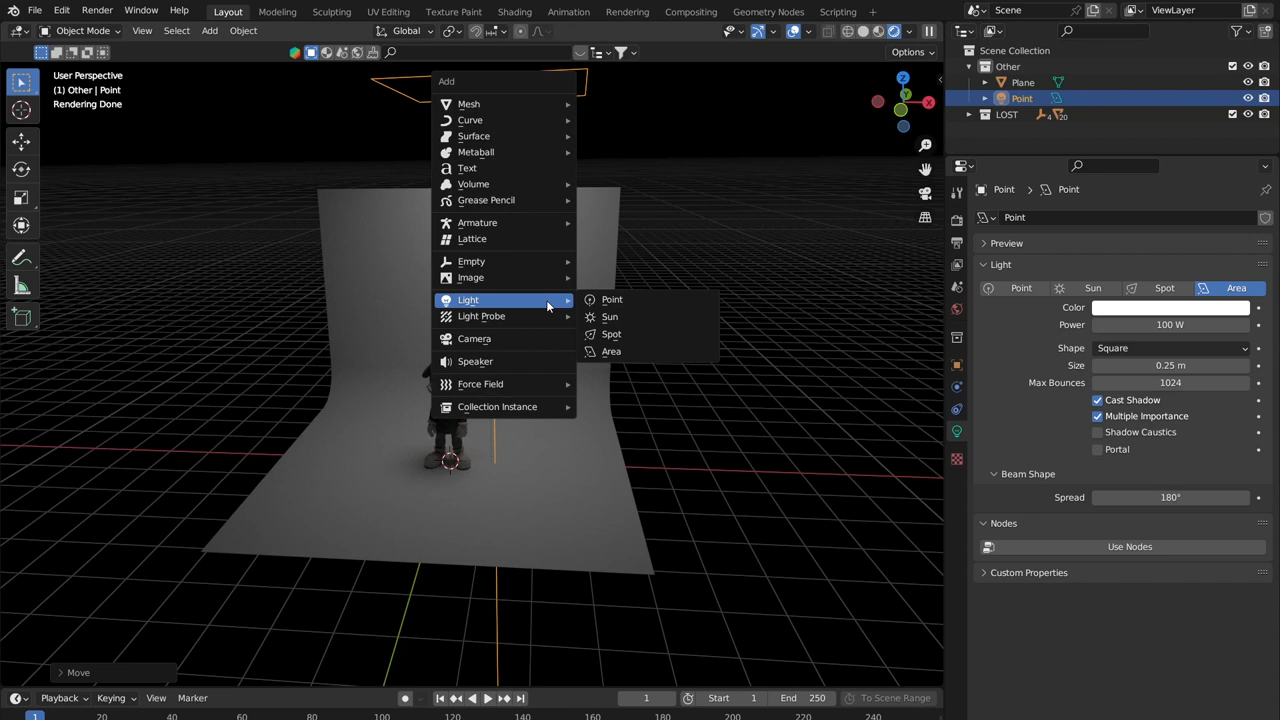 File Edit Render Window Help Layout Modeling Sculpting UV Editing Texture Paint Shading Animation Rendering Compositing Geometry Nodes Scripting + Scene ViewLayer
Object Mode View Select Add Object Global
Options
User Perspective
(1) Other | Point
Rendering Done
Z
Y
X
Add
Mesh
Curve
Surface
Metaball
Text
Volume
Grease Pencil
Armature
Lattice
Empty
Image
Light
Light Probe
Camera
Speaker
Force Field
Collection Instance
Point
Sun
Spot
Area
Scene Collection
Other
Plane
Point
LOST 4 20
Point > Point
Point
Preview
Light
Point Sun Spot Area
Color
Power 100 W
Shape Square
Size 0.25 m
Max Bounces 1024
Cast Shadow
Multiple Importance
Shadow Caustics
Portal
Beam Shape
Spread 180°
Nodes
Use Nodes
Custom Properties
> Move
Playback Keying View Marker 1 Start 1 End 250 To Scene Range
1 20 40 60 80 100 120 140 160 180 200 220 240